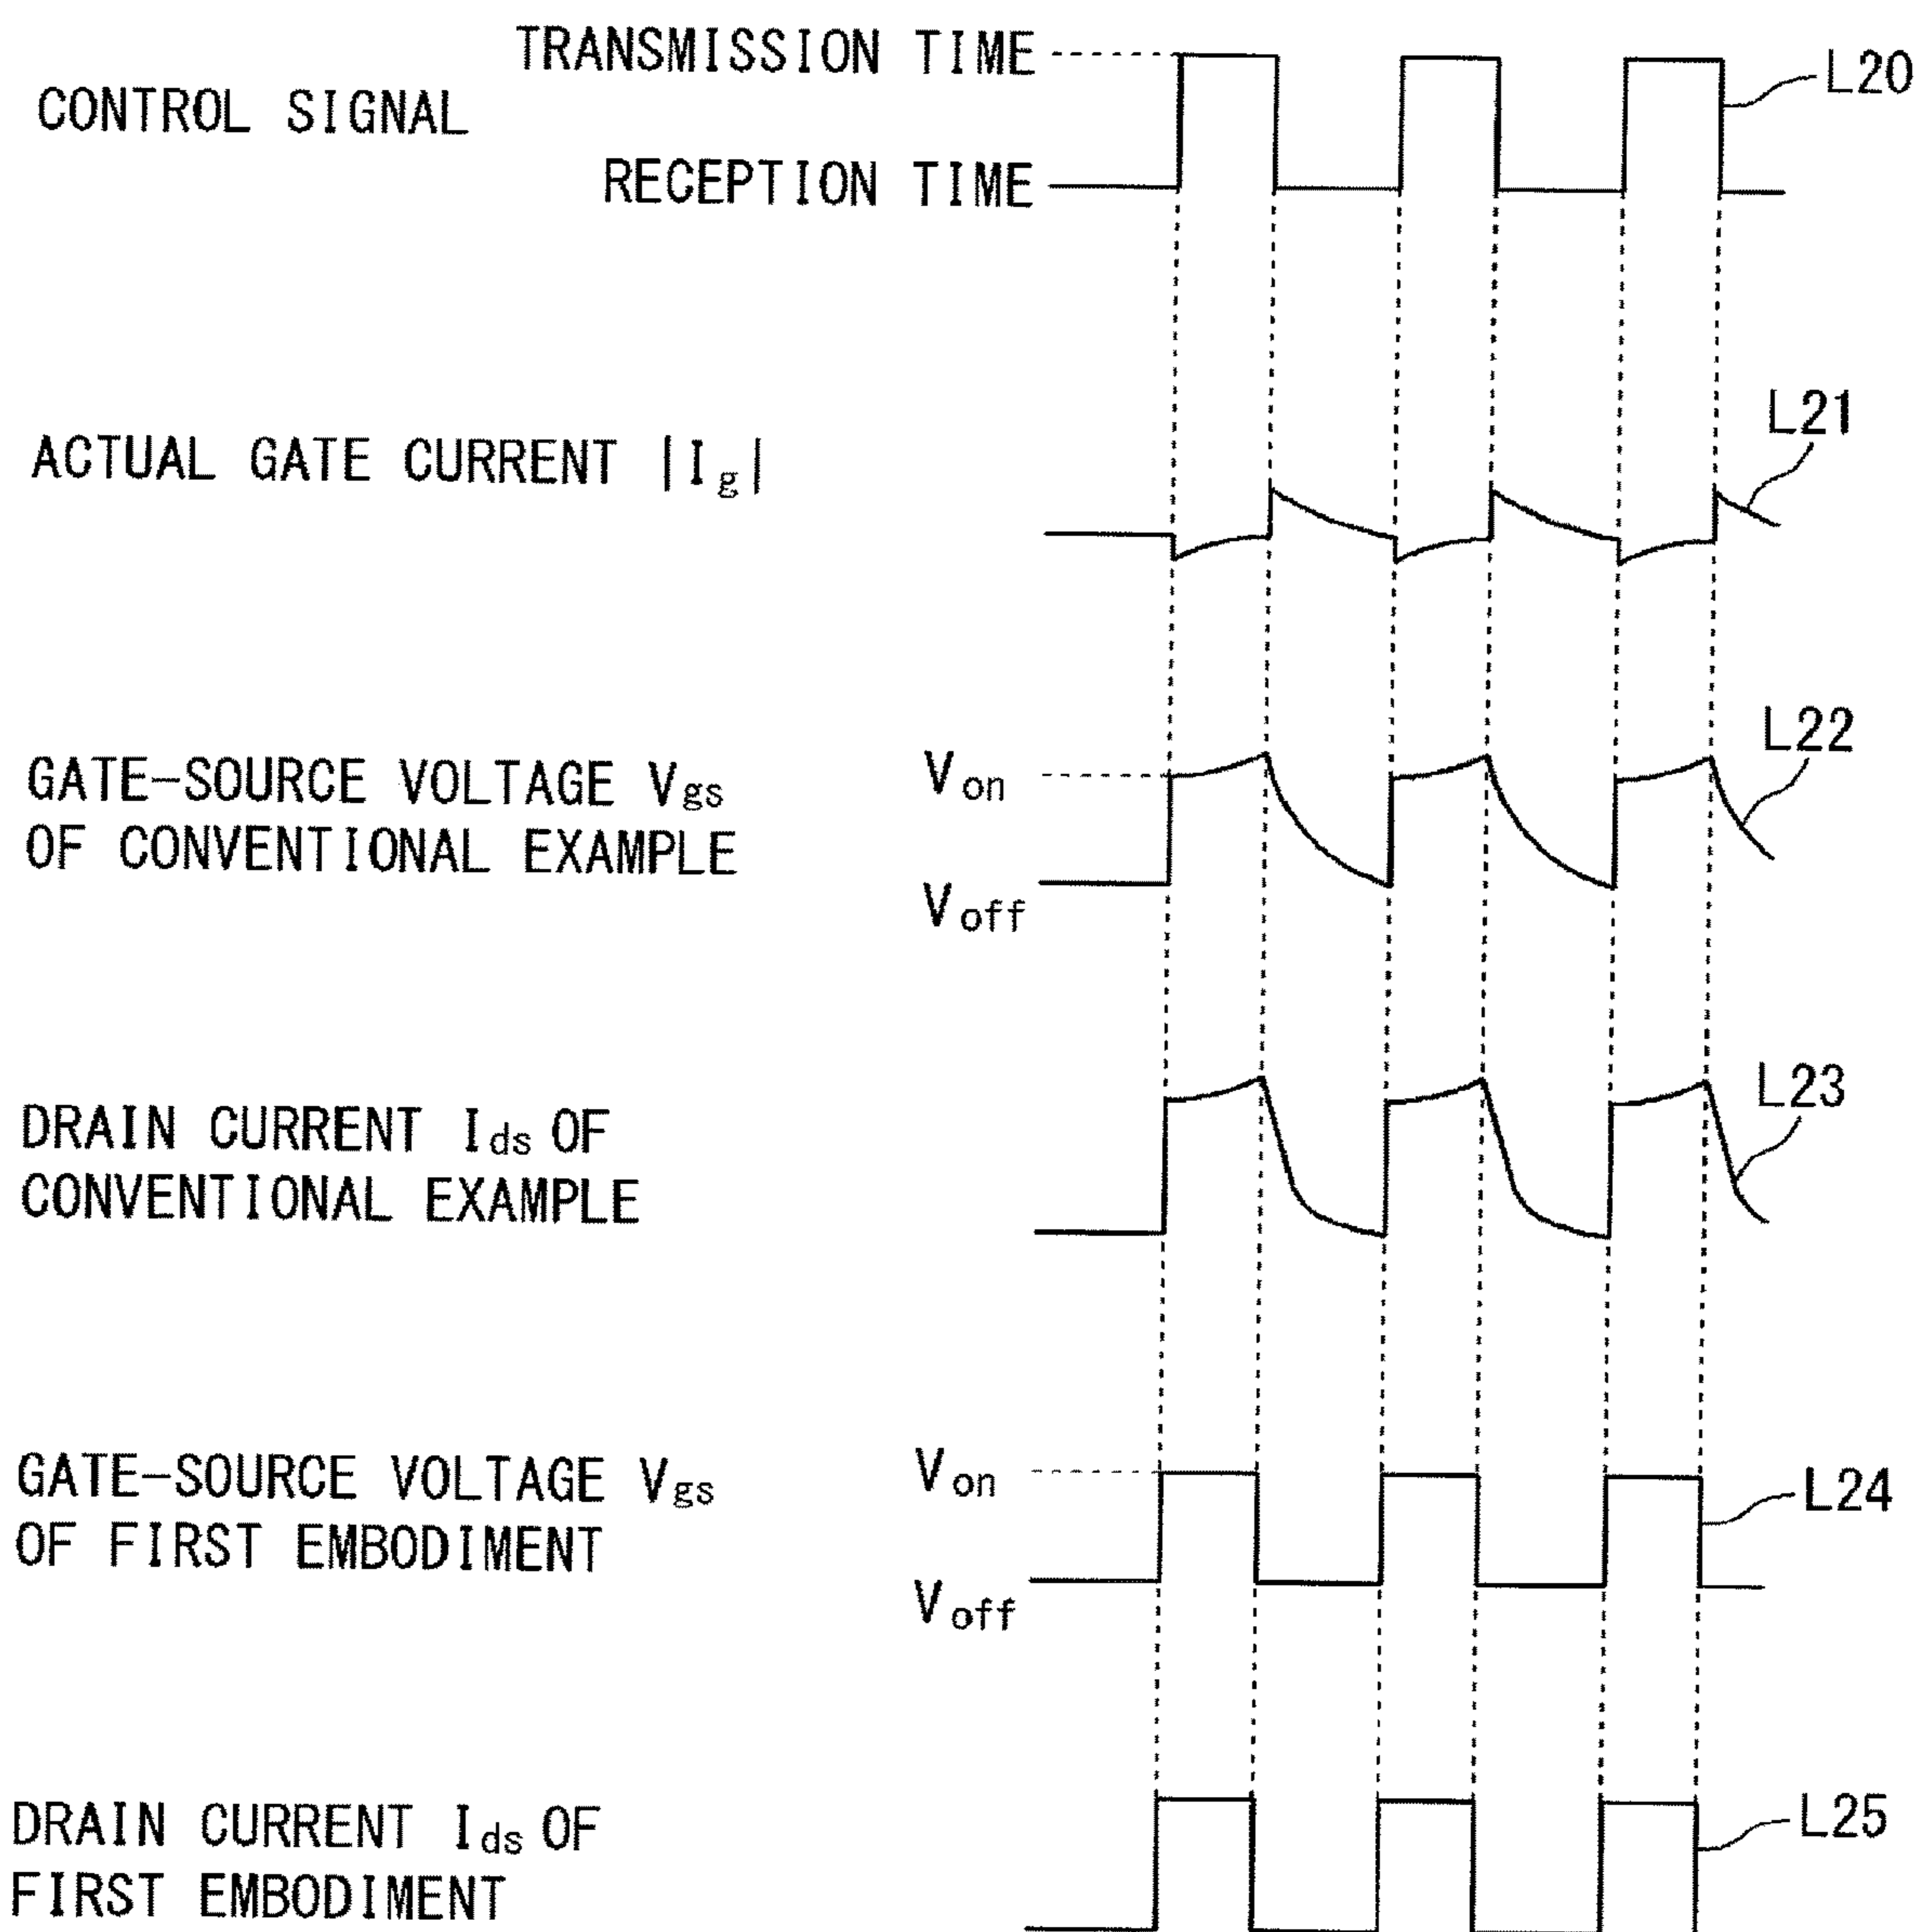 TRANSMISSION TIME
L20
CONTROL SIGNAL
RECEPTION TIME
L21
ACTUAL GATE CURRENT |Ig|
L22
GATE-SOURCE VOLTAGE Vgs
OF CONVENTIONAL EXAMPLE
Von
Voff
L23
DRAIN CURRENT Ids OF
CONVENTIONAL EXAMPLE
GATE-SOURCE VOLTAGE Vgs
OF FIRST EMBODIMENT
Von
L24
Voff
DRAIN CURRENT Ids OF
FIRST EMBODIMENT
L25